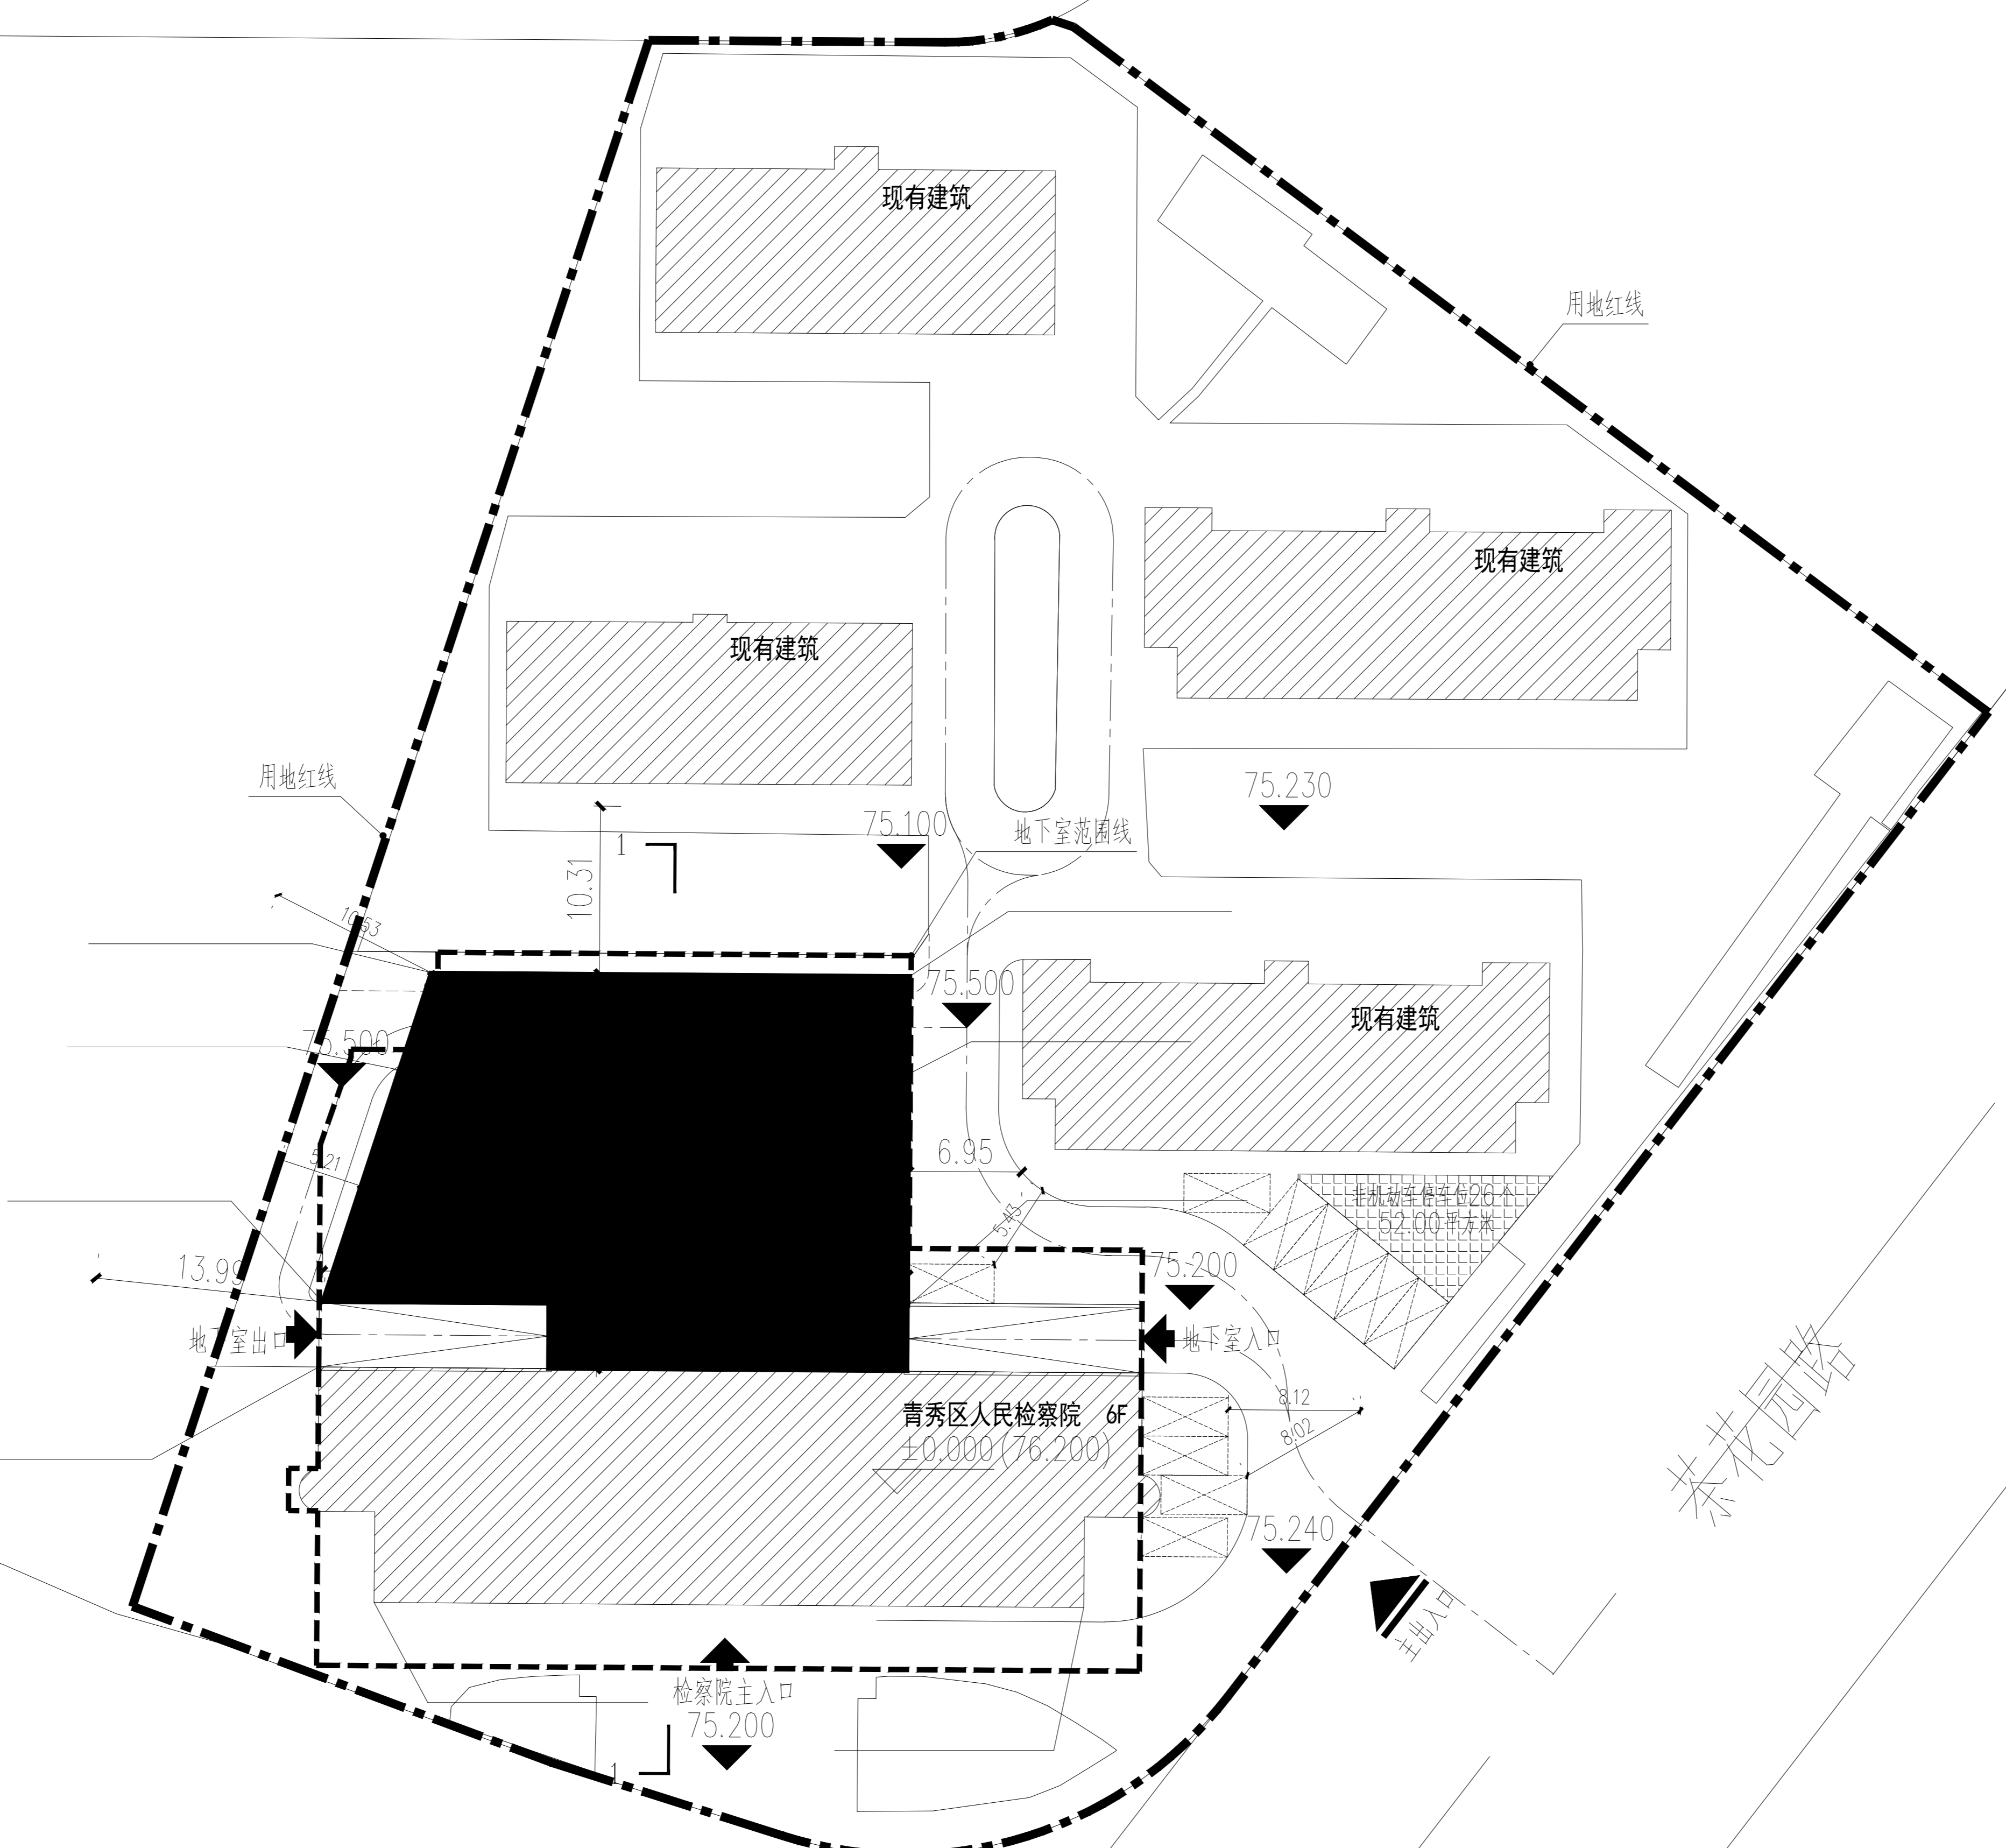 现有建筑
用地红线
现有建筑
现有建筑
用地红线
75.230
75.100
地下室范围线
1
10.31
10.53
75.500
现有建筑
75.500
6.95
5.21
非机动车停车位26个
52.00平方米
5.43
13.99
75.200
地下室出口
地下室入口
茶花园路
8.12
青秀区人民检察院 6F
8.02
±0.000(76.200)
75.240
主出入口
检察院主入口
75.200
1